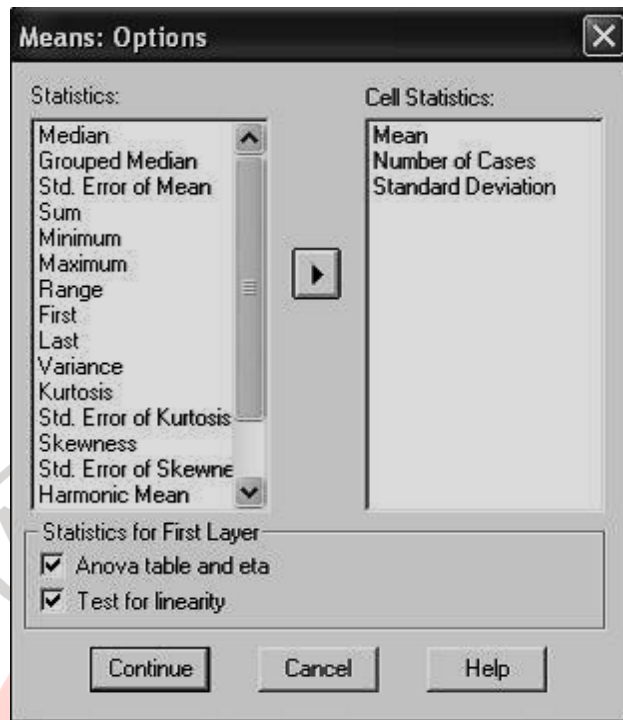 Means: Options
Statistics:
Median
Grouped Median
Std. Error of Mean
Sum
Minimum
Maximum
Range
First
Last
Variance
Kurtosis
Std. Error of Kurtosis
Skewness
Std. Error of Skewne
Harmonic Mean
Cell Statistics:
Mean
Number of Cases
Standard Deviation
Statistics for First Layer
Anova table and eta
Test for linearity
Continue
Cancel
Help